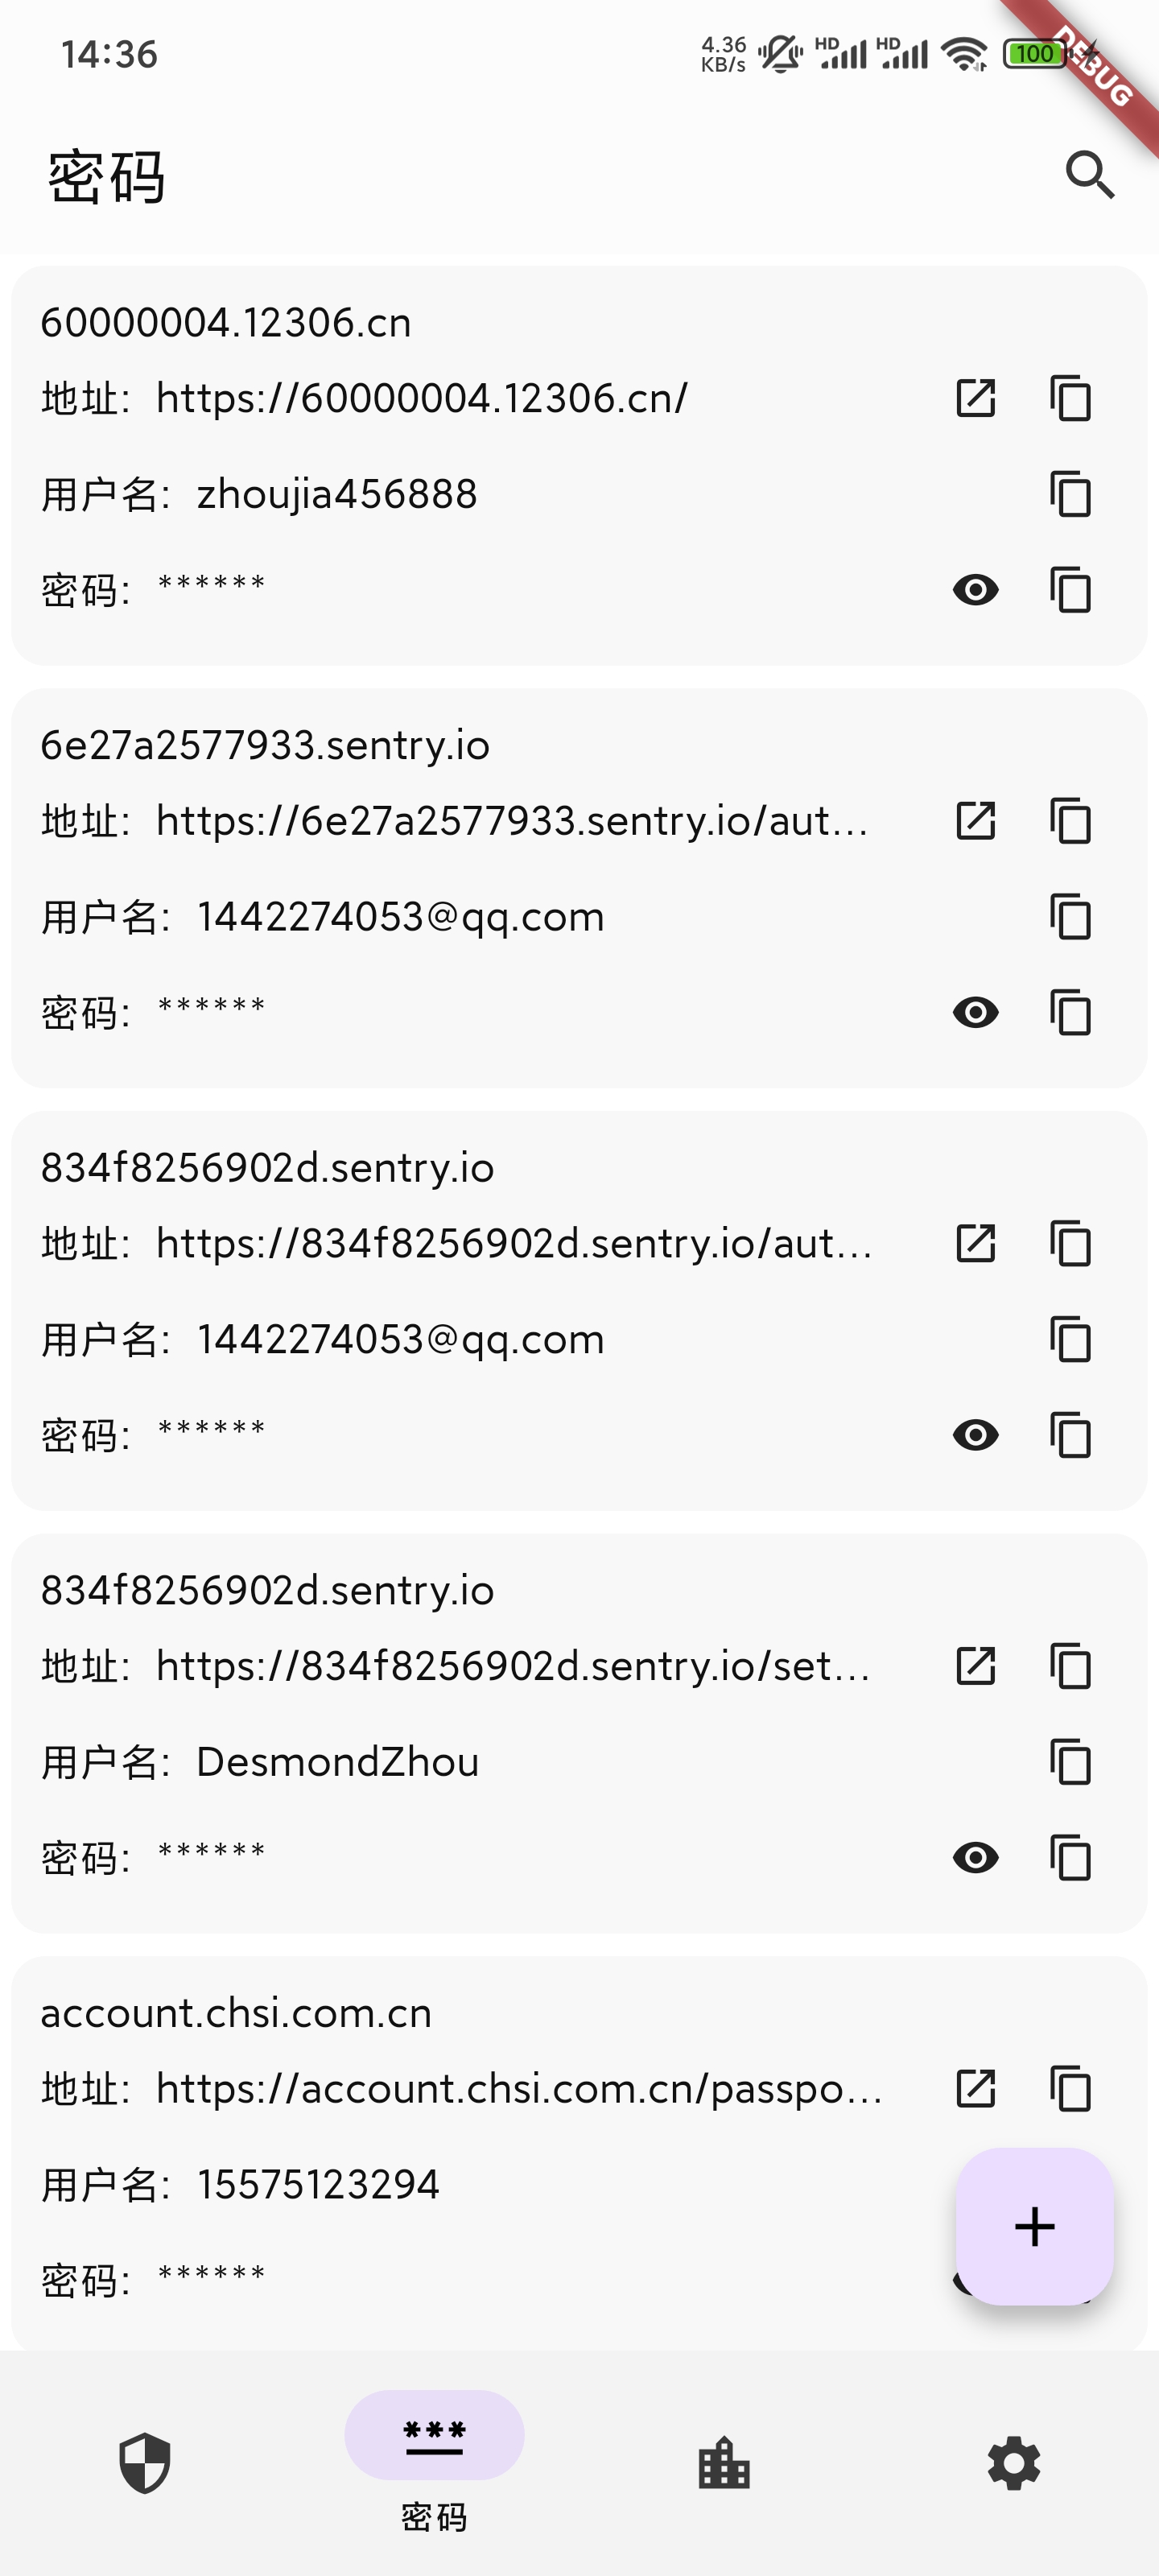 14:36
4.36
KB/s
HD
HD
100
DEBUG
密码
60000004.12306.cn
地址: https://60000004.12306.cn/
用户名: zhoujia456888
密码: ******
6e27a2577933.sentry.io
地址: https://6e27a2577933.sentry.io/aut...
用户名: 1442274053@qq.com
密码: ******
834f8256902d.sentry.io
地址: https://834f8256902d.sentry.io/aut...
用户名: 1442274053@qq.com
密码: ******
834f8256902d.sentry.io
地址: https://834f8256902d.sentry.io/set...
用户名: DesmondZhou
密码: ******
account.chsi.com.cn
地址: https://account.chsi.com.cn/passpo...
用户名: 15575123294
密码: ******
密码